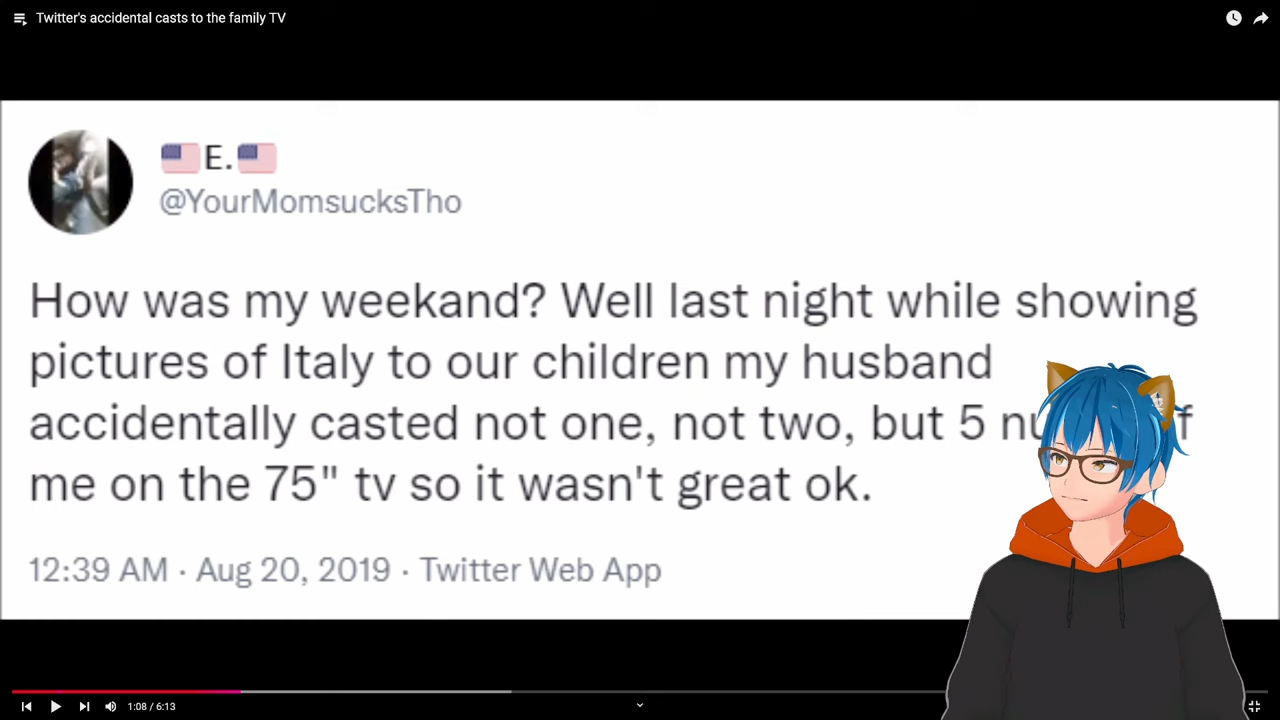 Twitter's accidental casts to the family TV
E.
@YourMomsucksTho
How was my weekand? Well last night while showing
pictures of Italy to our children my husband
accidentally casted not one, not two, but 5
me on the 75" tv so it wasn't great ok.
12:39 AM · Aug 20, 2019 · Twitter Web App
1:08 / 6:13